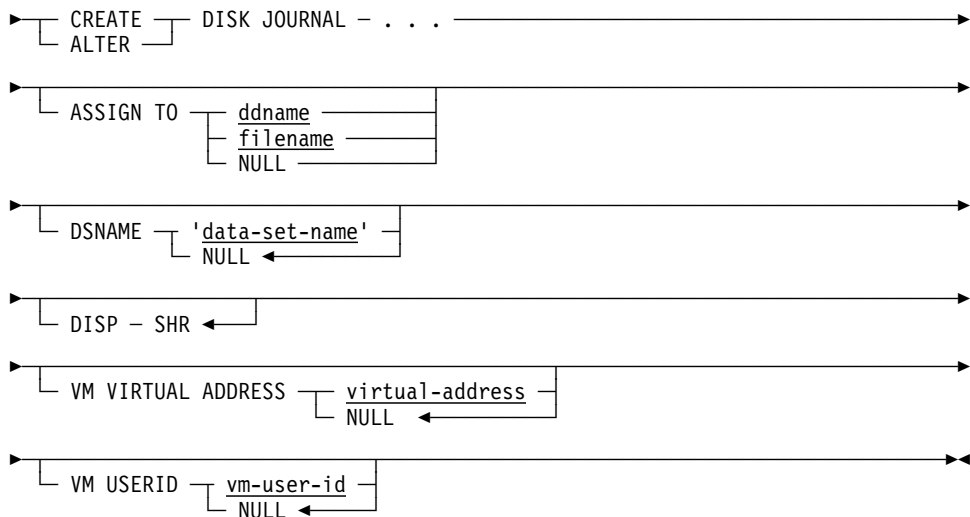 CREATE DISK JOURNAL — . . .
ALTER
ASSIGN TO ddname
filename
NULL
DSNAME 'data-set-name'
NULL
DISP — SHR
VM VIRTUAL ADDRESS virtual-address
NULL
VM USERID vm-user-id
NULL